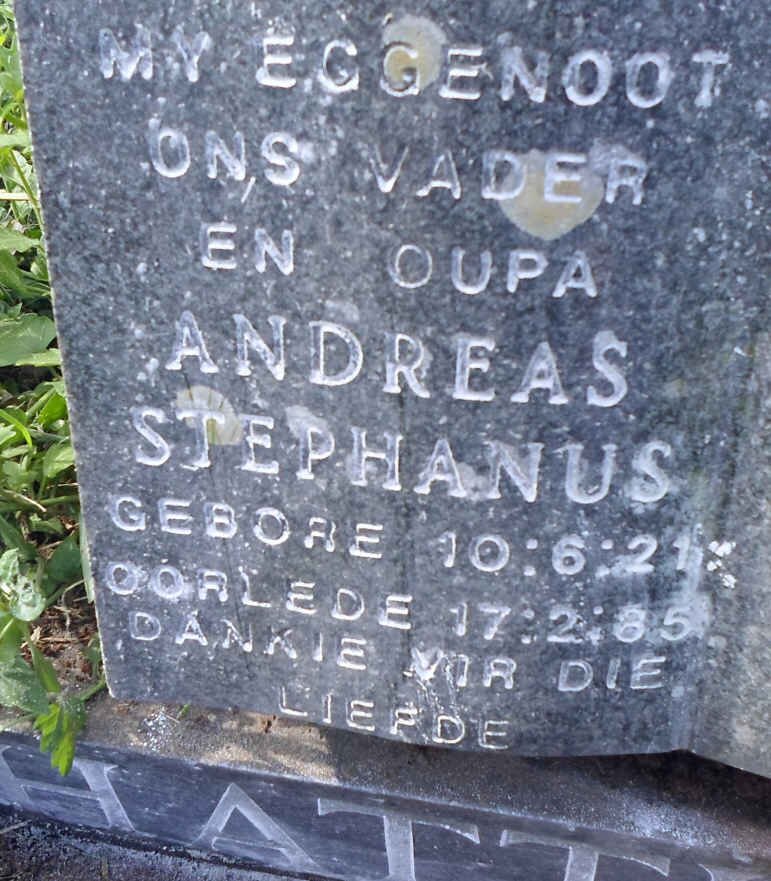 MY EGGENOOT
ONS VADER
EN OUPA
ANDREAS
STEPHANUS
GEBORE 10:6:21
OORLEDE 17:2:85
DANKIE VIR DIE
LIEFDE